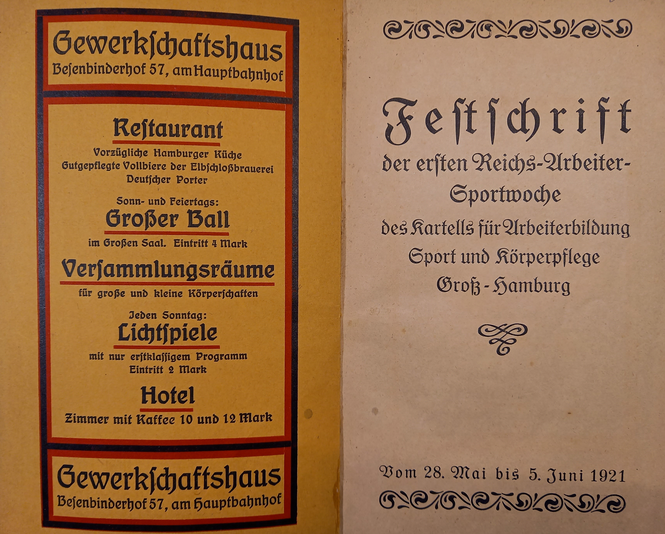 Gewerkſchaftshaus
Beſenbinderhof 57, am Hauptbahnhof
Reſtaurant
Vorzügliche Hamburger Küche
Gutgepflegte Vollbiere der Elbſchloßbrauerei
Deutſcher Porter
Sonn- und Feiertags:
Großer Ball
im Großen Saal. Eintritt 4 Mark
Verſammlungsräume
für große und kleine Körperſchaften
Jeden Sonntag:
Lichtſpiele
mit nur erſtklaſſigem Programm
Eintritt 2 Mark
Hotel
Zimmer mit Kaffee 10 und 12 Mark
Gewerkſchaftshaus
Beſenbinderhof 57, am Hauptbahnhof
Feſtſchrift
der erſten Reichs-Arbeiter-
Sportwoche
des Kartells für Arbeiterbildung
Sport und Körperpflege
Groß-Hamburg
Vom 28. Mai bis 5. Juni 1921